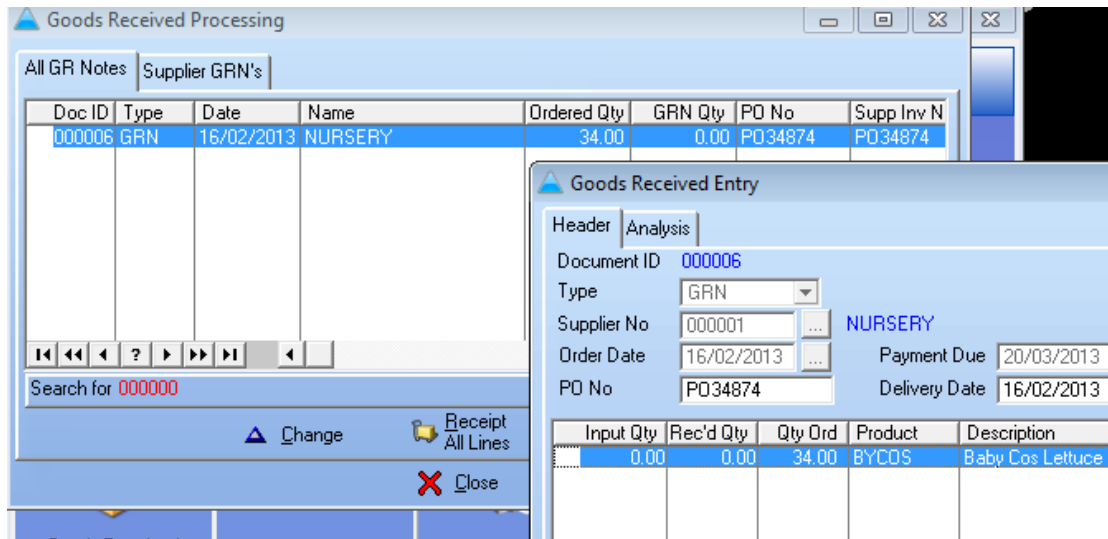 Goods Received Processing
All GR Notes Supplier GRN's
Doc ID Type Date Name Ordered Qty GRN Qty PO No Supp Inv N
000006 GRN 16/02/2013 NURSERY 34.00 0.00 PO34874 PO34874
Search for 000000
Change Receipt All Lines
Close
Goods Received Entry
Header Analysis
Document ID 000006
Type GRN
Supplier No 000001 ... NURSERY
Order Date 16/02/2013 ... Payment Due 20/03/2013
PO No PO34874 Delivery Date 16/02/2013
Input Qty Rec'd Qty Qty Ord Product Description
0.00 0.00 34.00 BYCOS Baby Cos Lettuce